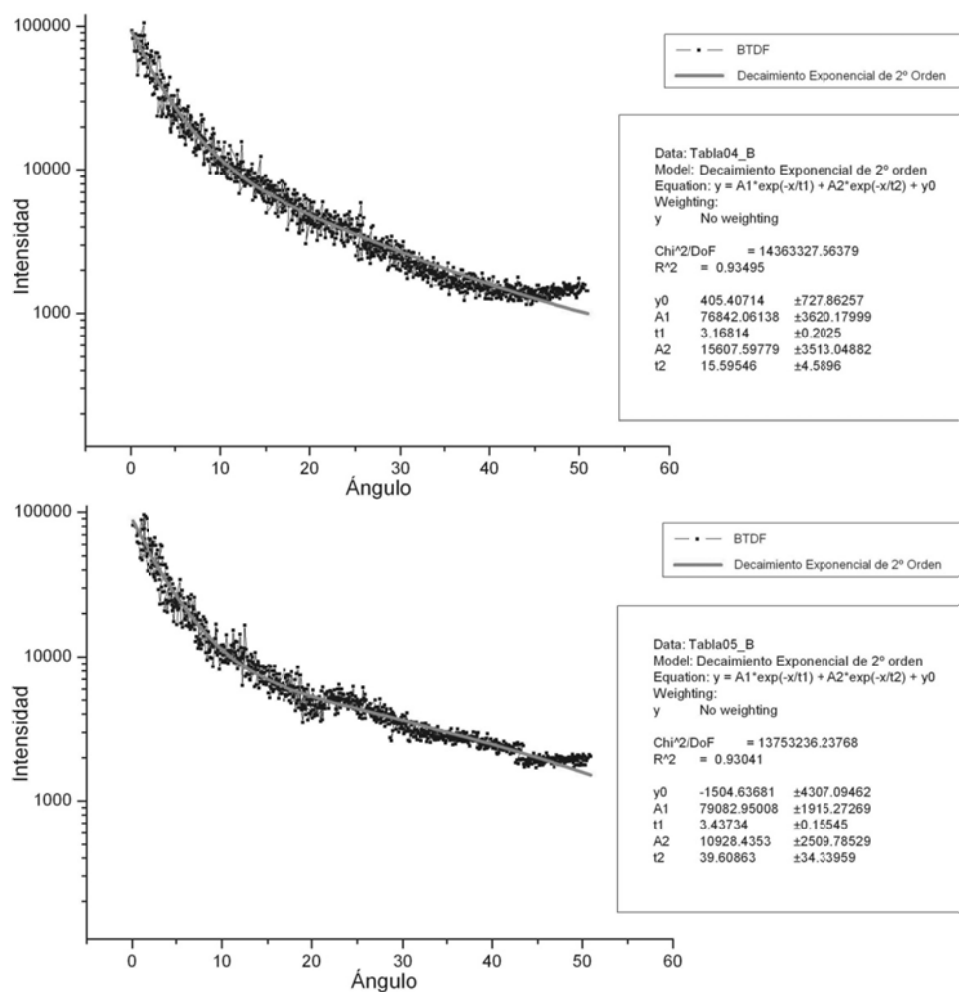 100000
10000
1000
Intensidad
0 10 20 30 40 50 60
Ángulo
BTDF
Decaimiento Exponencial de 2º Orden
Data: Tabla04_B
Model: Decaimiento Exponencial de 2º orden
Equation: y = A1*exp(-x/t1) + A2*exp(-x/t2) + y0
Weighting:
y No weighting
Chi^2/DoF = 14363327.56379
R^2 = 0.93495
y0 405.40714 ±727.86257
A1 76842.06138 ±3620.17999
t1 3.16814 ±0.2025
A2 15607.59779 ±3513.04882
t2 15.59546 ±4.5896
100000
10000
1000
Intensidad
0 10 20 30 40 50 60
Ángulo
BTDF
Decaimiento Exponencial de 2º Orden
Data: Tabla05_B
Model: Decaimiento Exponencial de 2º orden
Equation: y = A1*exp(-x/t1) + A2*exp(-x/t2) + y0
Weighting:
y No weighting
Chi^2/DoF = 13753236.23768
R^2 = 0.93041
y0 -1504.63681 ±4307.09462
A1 79082.95008 ±1915.27269
t1 3.43734 ±0.15545
A2 10928.4353 ±2509.78529
t2 39.60863 ±34.33959